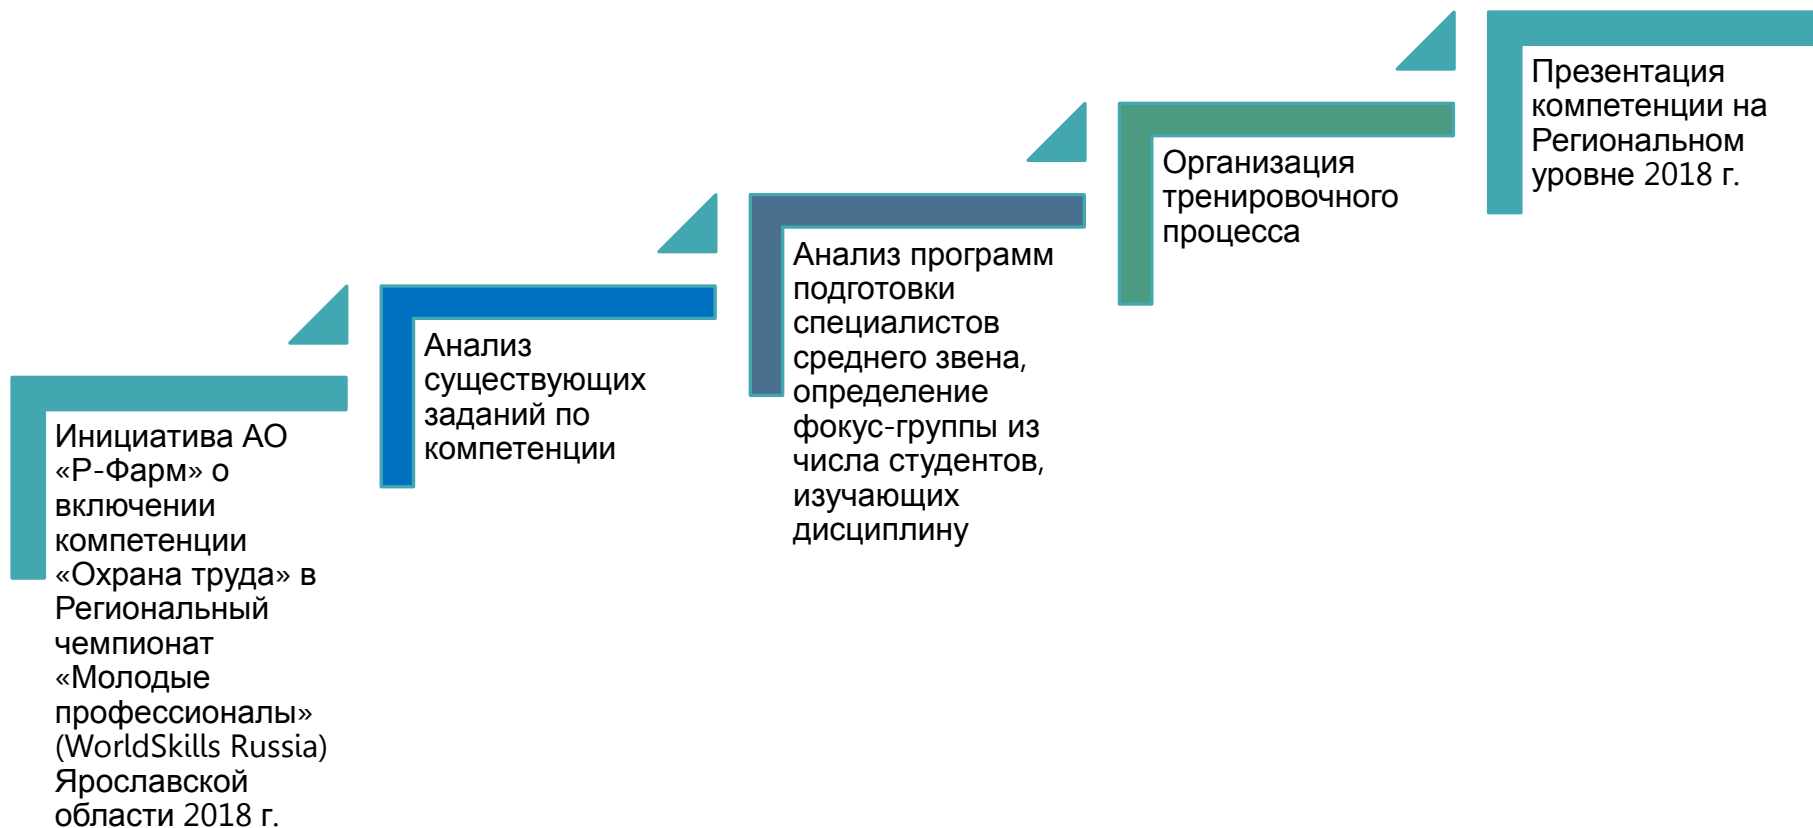 Инициатива АО
«Р-Фарм» о
включении
компетенции
«Охрана труда» в
Региональный
чемпионат
«Молодые
профессионалы»
(WorldSkills Russia)
Ярославской
области 2018 г.
Анализ
существующих
заданий по
компетенции
Анализ программ
подготовки
специалистов
среднего звена,
определение
фокус-группы из
числа студентов,
изучающих
дисциплину
Организация
тренировочного
процесса
Презентация
компетенции на
Региональном
уровне 2018 г.